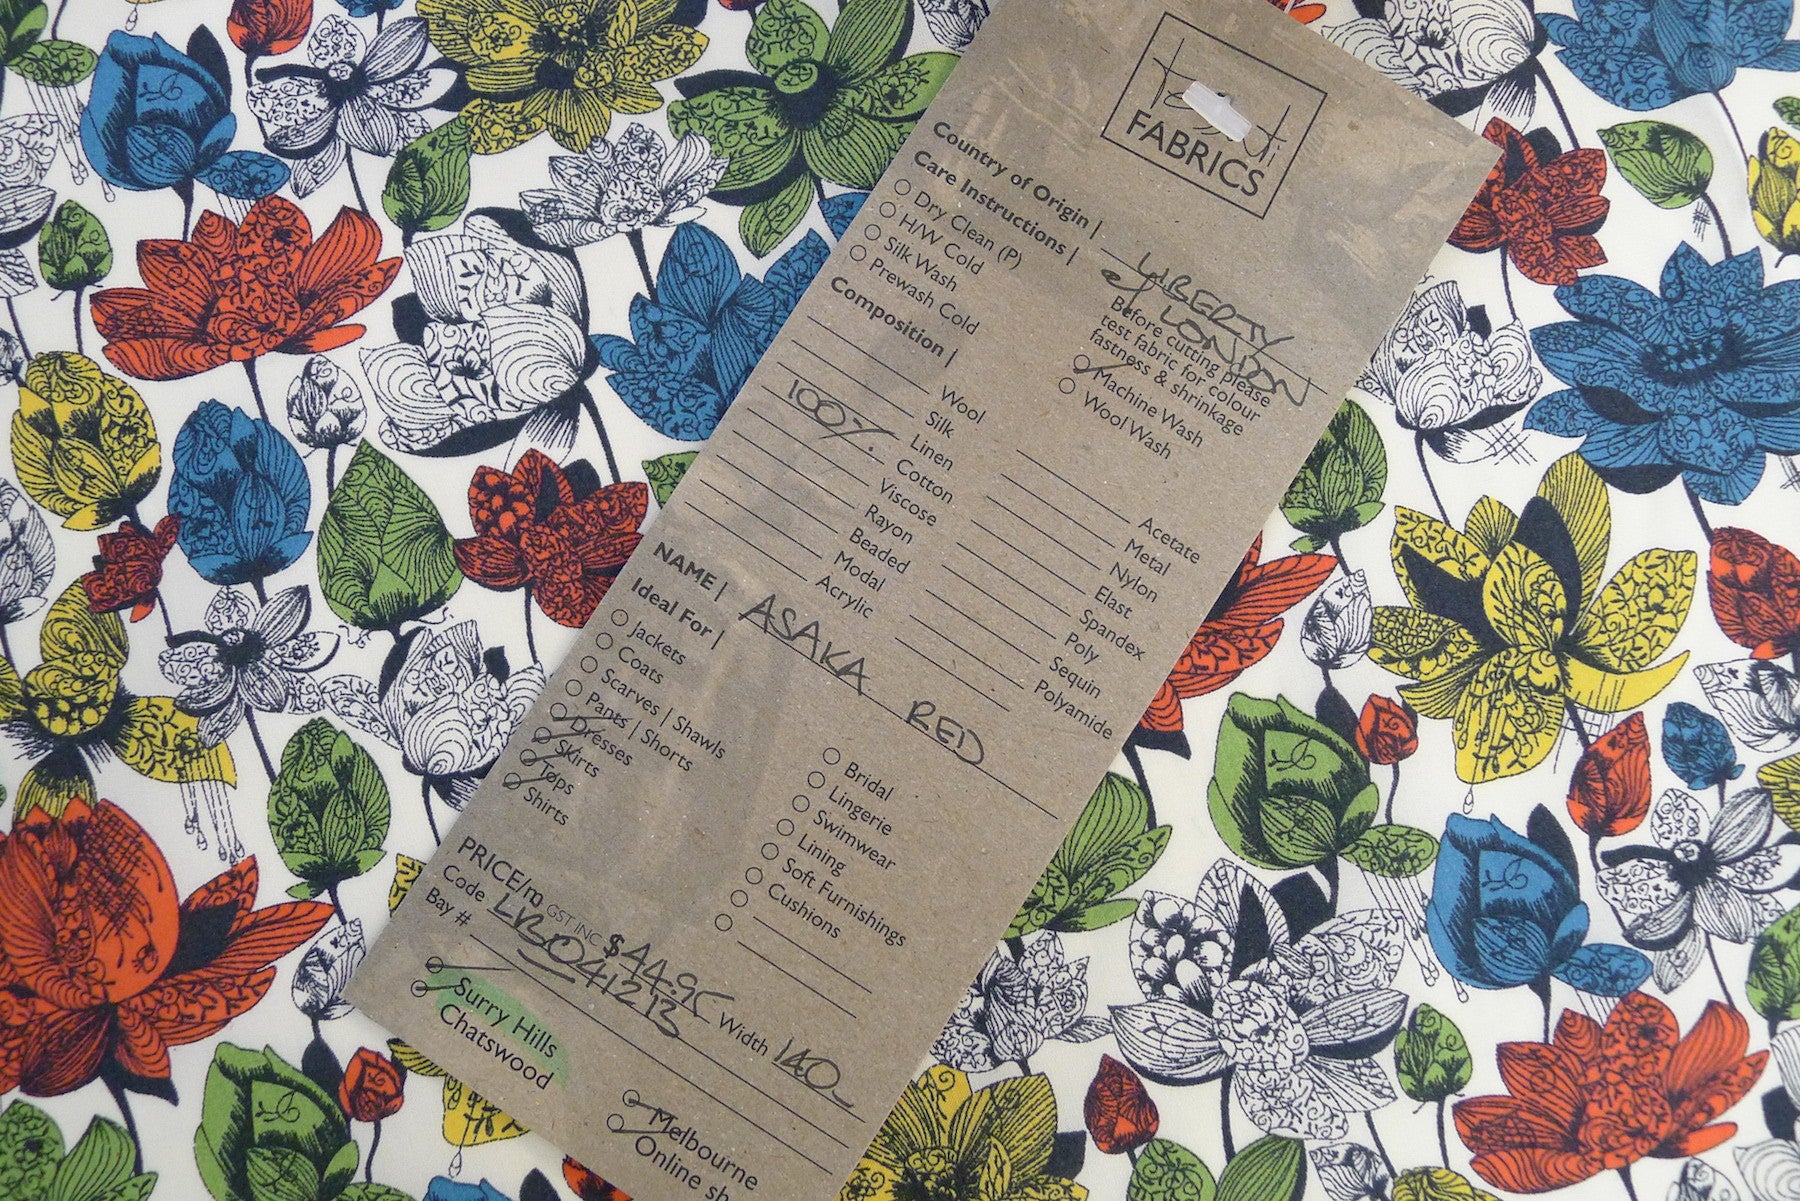 FABRICS
Country of Origin | LIBERTY of LONDON
Care Instructions |
Dry Clean (P)
H/W Cold
Silk Wash
Prewash Cold
Before cutting please
test fabric for colour
fastness & shrinkage
Machine Wash
Wool Wash
Composition |
Wool
Silk
Linen
100% Cotton
Viscose
Rayon
Beaded
Modal
Acrylic
Acetate
Metal
Nylon
Elast
Spandex
Poly
Sequin
Polyamide
NAME | ASAKA RED
Ideal For |
Jackets
Coats
Scarves | Shawls
Pants | Shorts
Dresses
Skirts
Tops
Shirts
Bridal
Lingerie
Swimwear
Lining
Soft Furnishings
Cushions
PRICE/m GST INC $44.95
Code LB041213 Width 140
Bay #
Surry Hills
Chatswood
Melbourne
Online sh